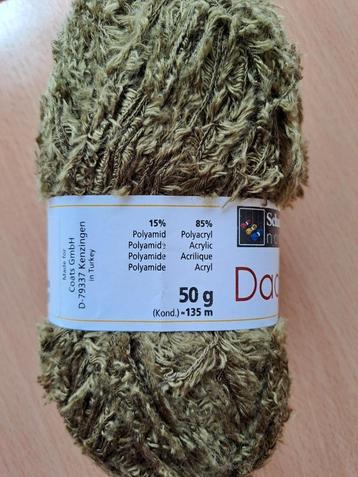 Made for
Coats GmbH
D-79337 Kenzingen
in Turkey
15% 85%
Polyamid Polyacryl
Polyamide Acrylic
Polyamide Acrilique
Polyamide Acryl
50 g
(Kond.) ≈135 m